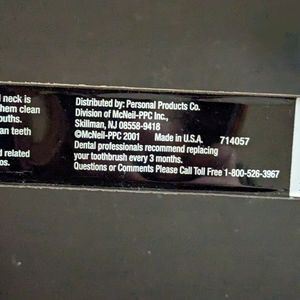 neck is
them clean
ouths.
an teeth
related
os.
Distributed by: Personal Products Co.
Division of McNeil-PPC Inc.,
Skillman, NJ 08558-9418
©McNeil-PPC 2001 Made in U.S.A. 714057
Dental professionals recommend replacing
your toothbrush every 3 months.
Questions or Comments Please Call Toll Free 1-800-526-3967